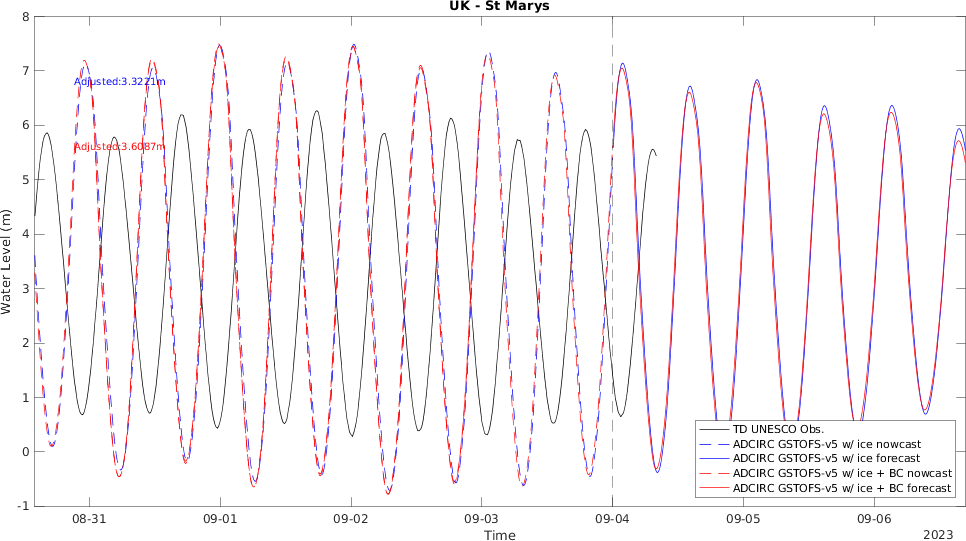 UK - St Marys
8
7
6
5
4
3
2
1
0
-1
Water Level (m)
Adjusted:3.3221m
Adjusted:3.6087m
TD UNESCO Obs.
ADCIRC GSTOFS-v5 w/ ice nowcast
ADCIRC GSTOFS-v5 w/ ice forecast
ADCIRC GSTOFS-v5 w/ ice + BC nowcast
ADCIRC GSTOFS-v5 w/ ice + BC forecast
08-31 09-01 09-02 09-03 09-04 09-05 09-06
Time
2023